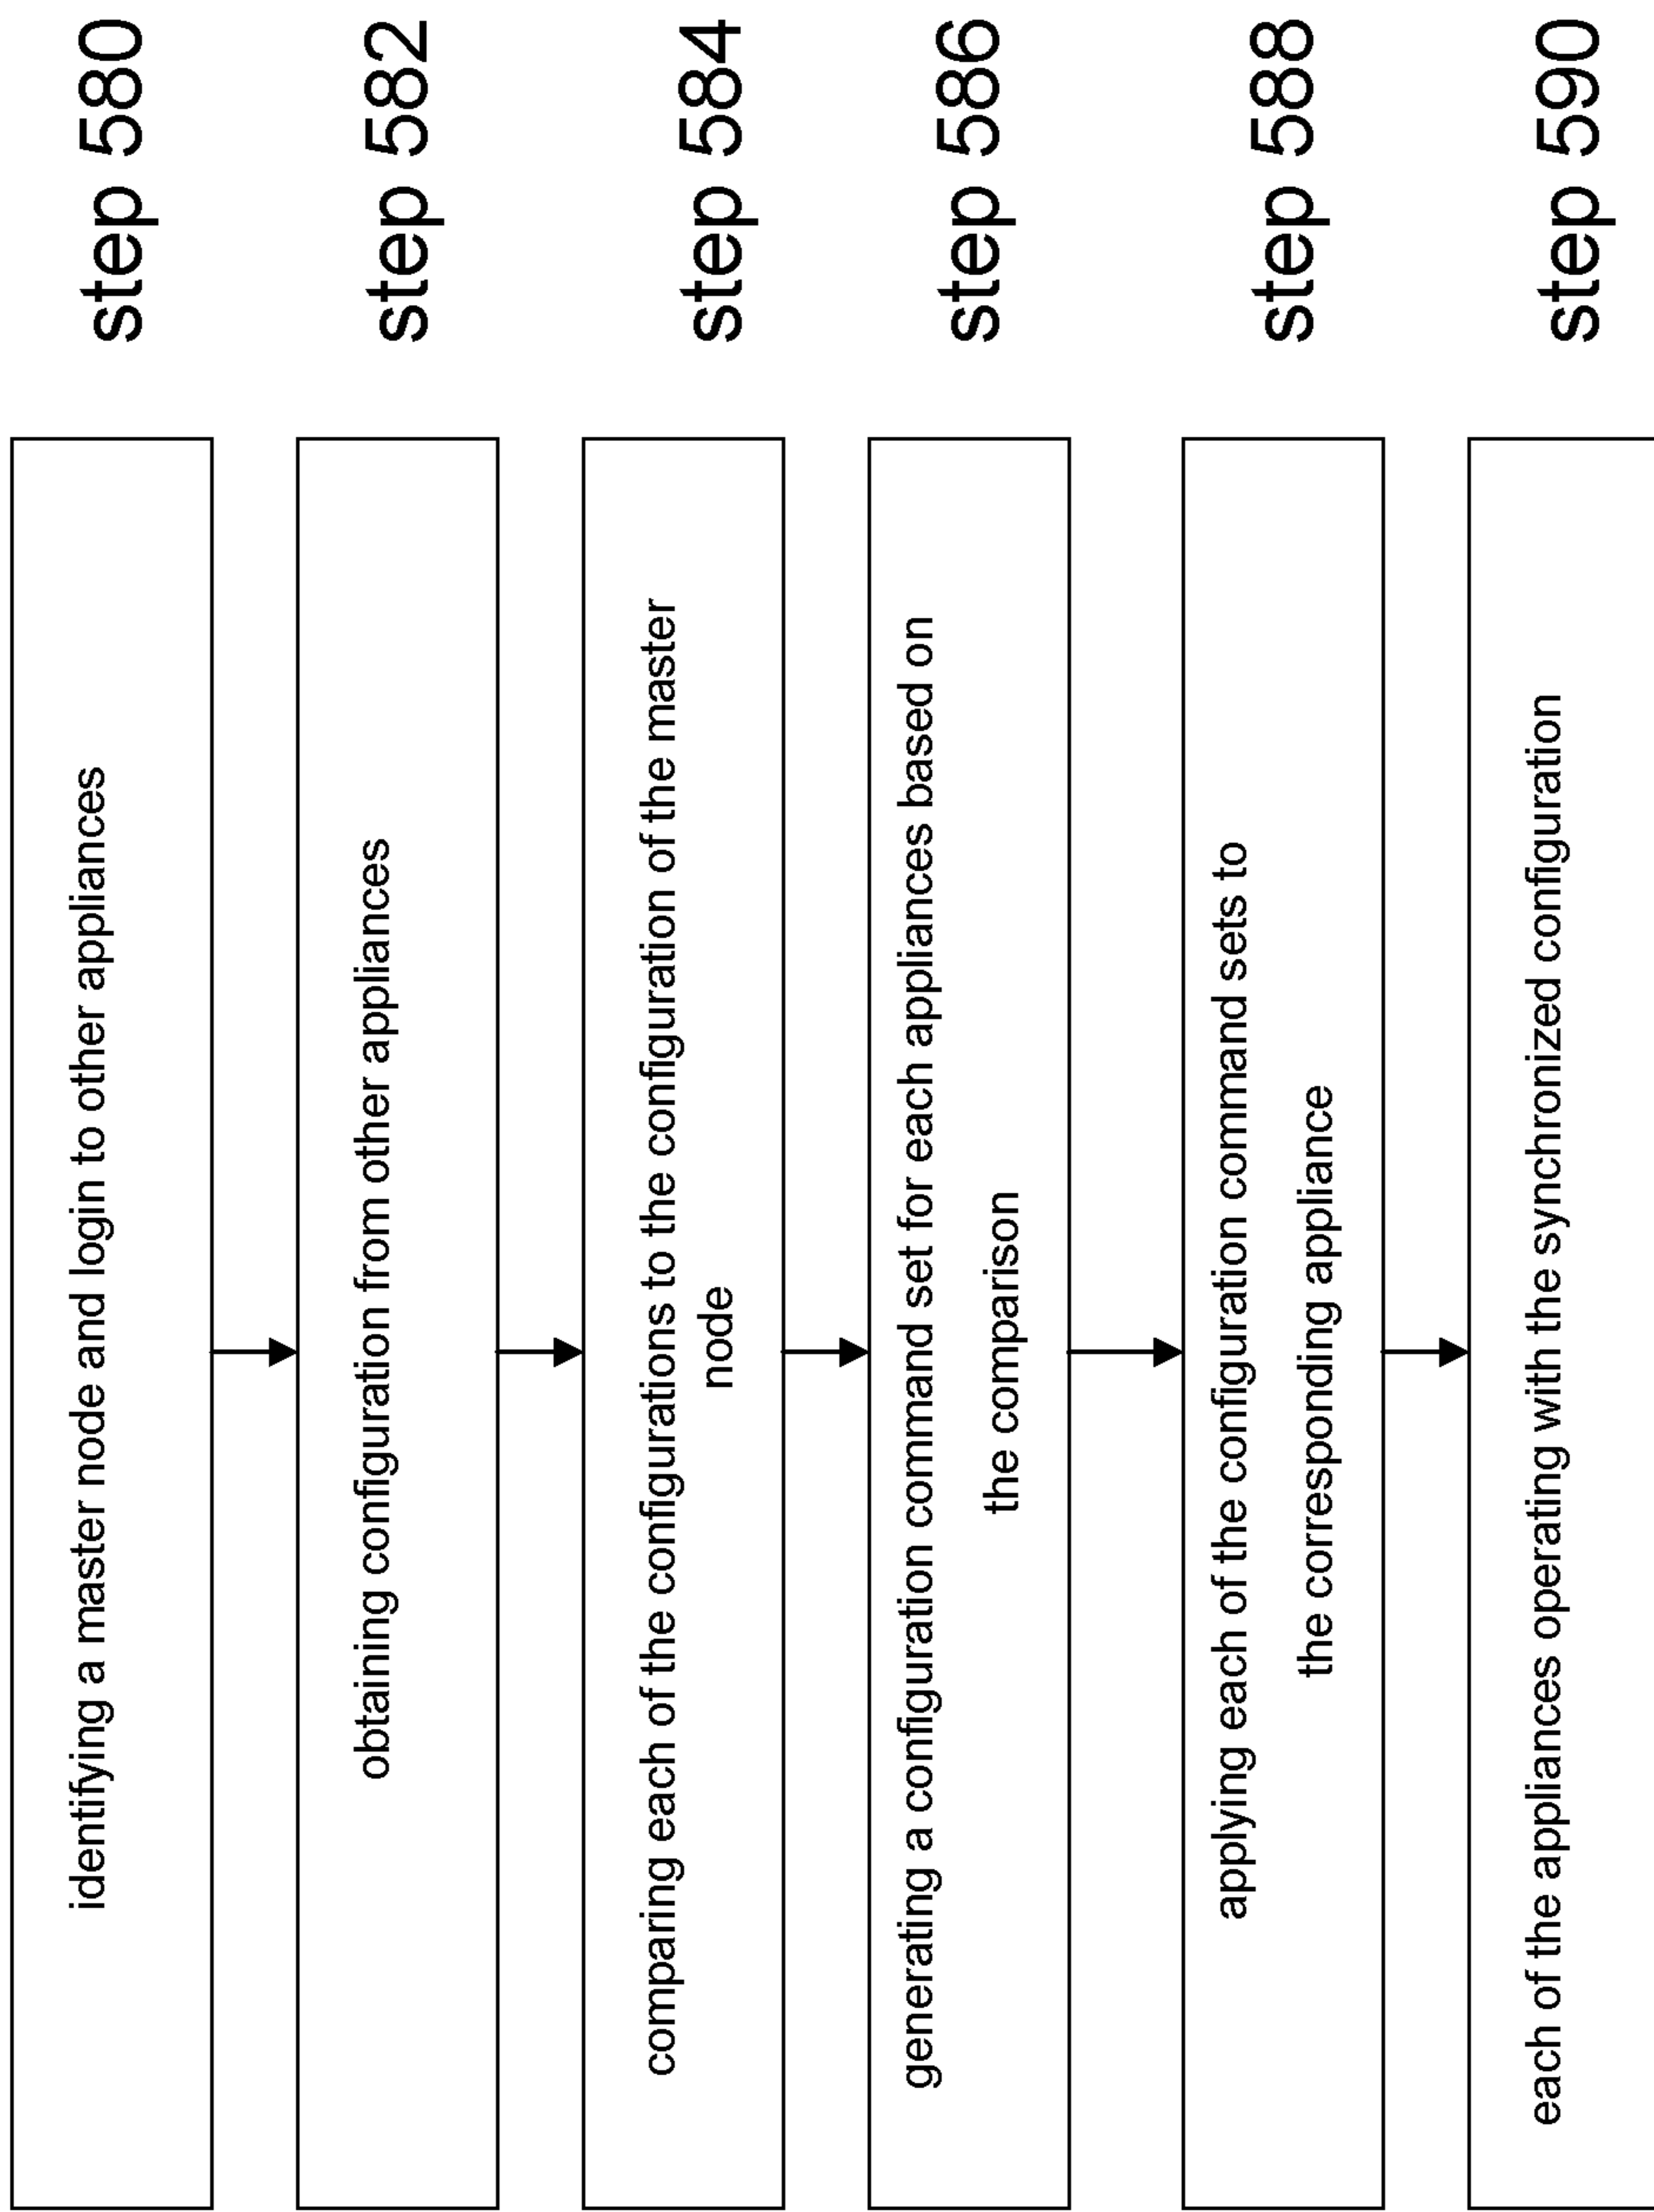 identifying a master node and login to other appliances
step 580
obtaining configuration from other appliances
step 582
comparing each of the configurations to the configuration of the master
node
step 584
generating a configuration command set for each appliances based on
the comparison
step 586
applying each of the configuration command sets to
the corresponding appliance
step 588
each of the appliances operating with the synchronized configuration
step 590